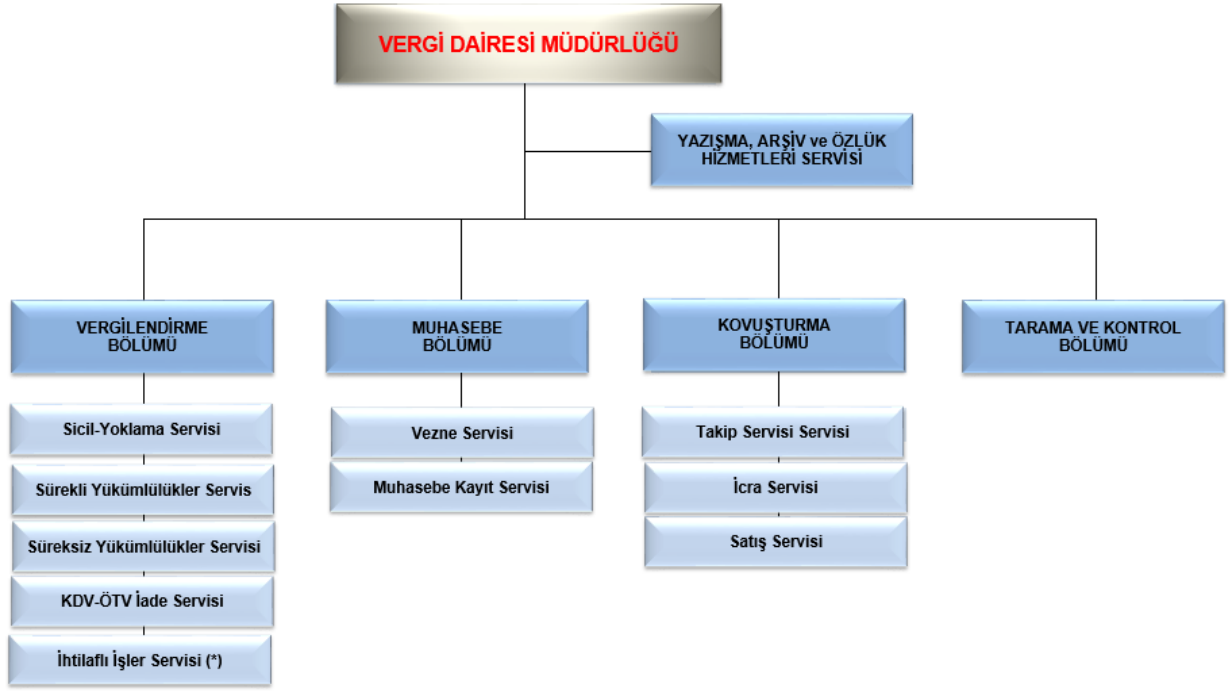 VERGİ DAİRESİ MÜDÜRLÜĞÜ
YAZIŞMA, ARŞİV ve ÖZLÜK
HİZMETLERİ SERVİSİ
VERGİLENDİRME
BÖLÜMÜ
Sicil-Yoklama Servisi
Sürekli Yükümlülükler Servis
Süreksiz Yükümlülükler Servisi
KDV-ÖTV İade Servisi
İhtilaflı İşler Servisi (*)
MUHASEBE
BÖLÜMÜ
Vezne Servisi
Muhasebe Kayıt Servisi
KOVUŞTURMA
BÖLÜMÜ
Takip Servisi Servisi
İcra Servisi
Satış Servisi
TARAMA VE KONTROL
BÖLÜMÜ